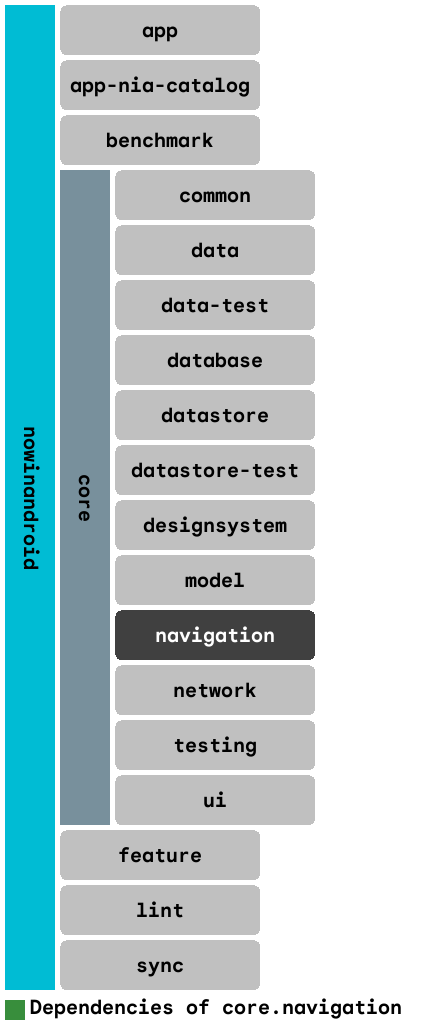 nowinandroid
app
app-nia-catalog
benchmark
core
common
data
data-test
database
datastore
datastore-test
designsystem
model
navigation
network
testing
ui
feature
lint
sync
Dependencies of core.navigation